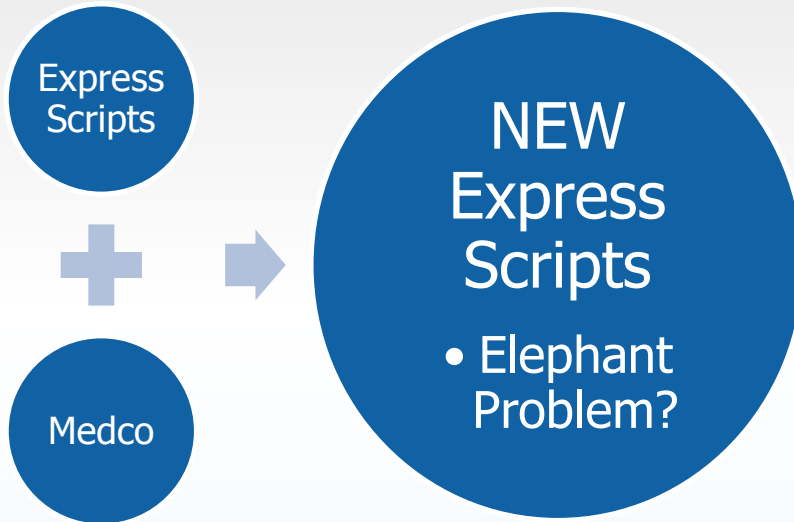 Express
Scripts
Medco
NEW
Express
Scripts
• Elephant
Problem?